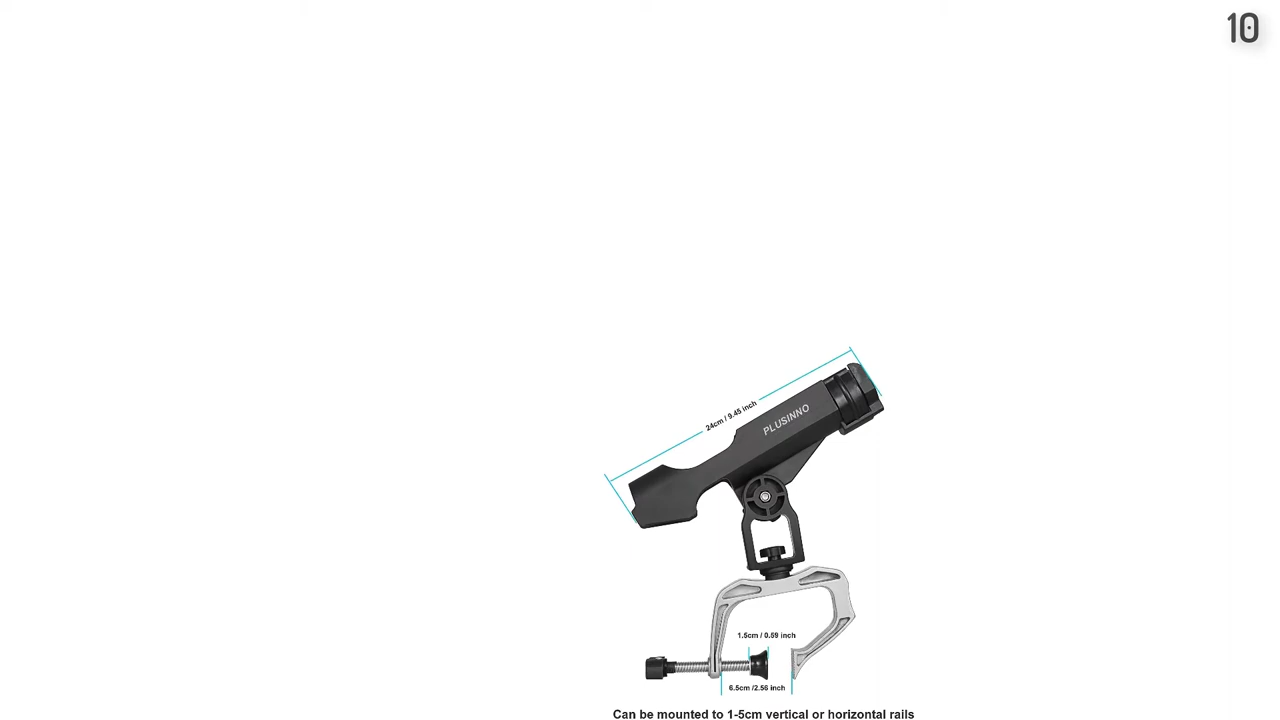 10
24cm / 9.45 inch
PLUSINNO
1.5cm / 0.59 inch
6.5cm /2.56 inch
Can be mounted to 1-5cm vertical or horizontal rails